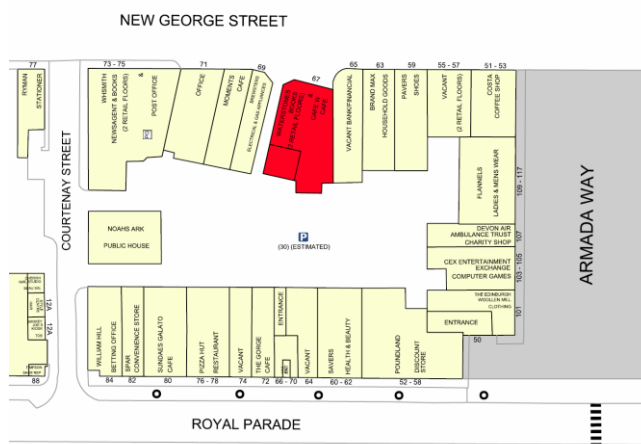 NEW GEORGE STREET
77
73 - 75
71
69
67
65
63
59
55 - 57
51 - 53
RYMAN
STATIONER
WHSMITH
NEWSAGENT & BOOKS
(2 RETAIL FLOORS)
&
POST OFFICE
OFFICE
MOMENTS
CAFE
ELECTRICAL & GAS APPLIANCES
WATERSTONES
BOOKS
(2 RETAIL FLOORS)
&
CAFE W
CAFE
VACANT BANK/FINANCIAL
BRAND MAX
HOUSEHOLD GOODS
PAVERS
SHOES
VACANT
(2 RETAIL FLOORS)
COSTA
COFFEE SHOP
FLANNELS
LADIES & MENS WEAR
109 - 117
COURTENAY STREET
NOAHS ARK
PUBLIC HOUSE
P
(30) (ESTIMATED)
DEVON AIR
AMBULANCE TRUST
CHARITY SHOP
107
CEX ENTERTAINMENT
EXCHANGE
COMPUTER GAMES
103 - 105
THE EDINBURGH
WOOLLEN MILL
CLOTHING
101
ENTRANCE
50
ARMADA WAY
12A
12A
88
WILLIAM HILL
BETTING OFFICE
SPAR
CONVENIENCE STORE
SUNDAES GALATO
CAFE
PIZZA HUT
RESTAURANT
VACANT
THE GORGE
CAFE
ENTRANCE
VACANT
SAVERS
HEALTH & BEAUTY
POUNDLAND
DISCOUNT
STORE
84
82
80
76 - 78
74
72
66 - 70
64
60 - 62
52 - 58
ROYAL PARADE